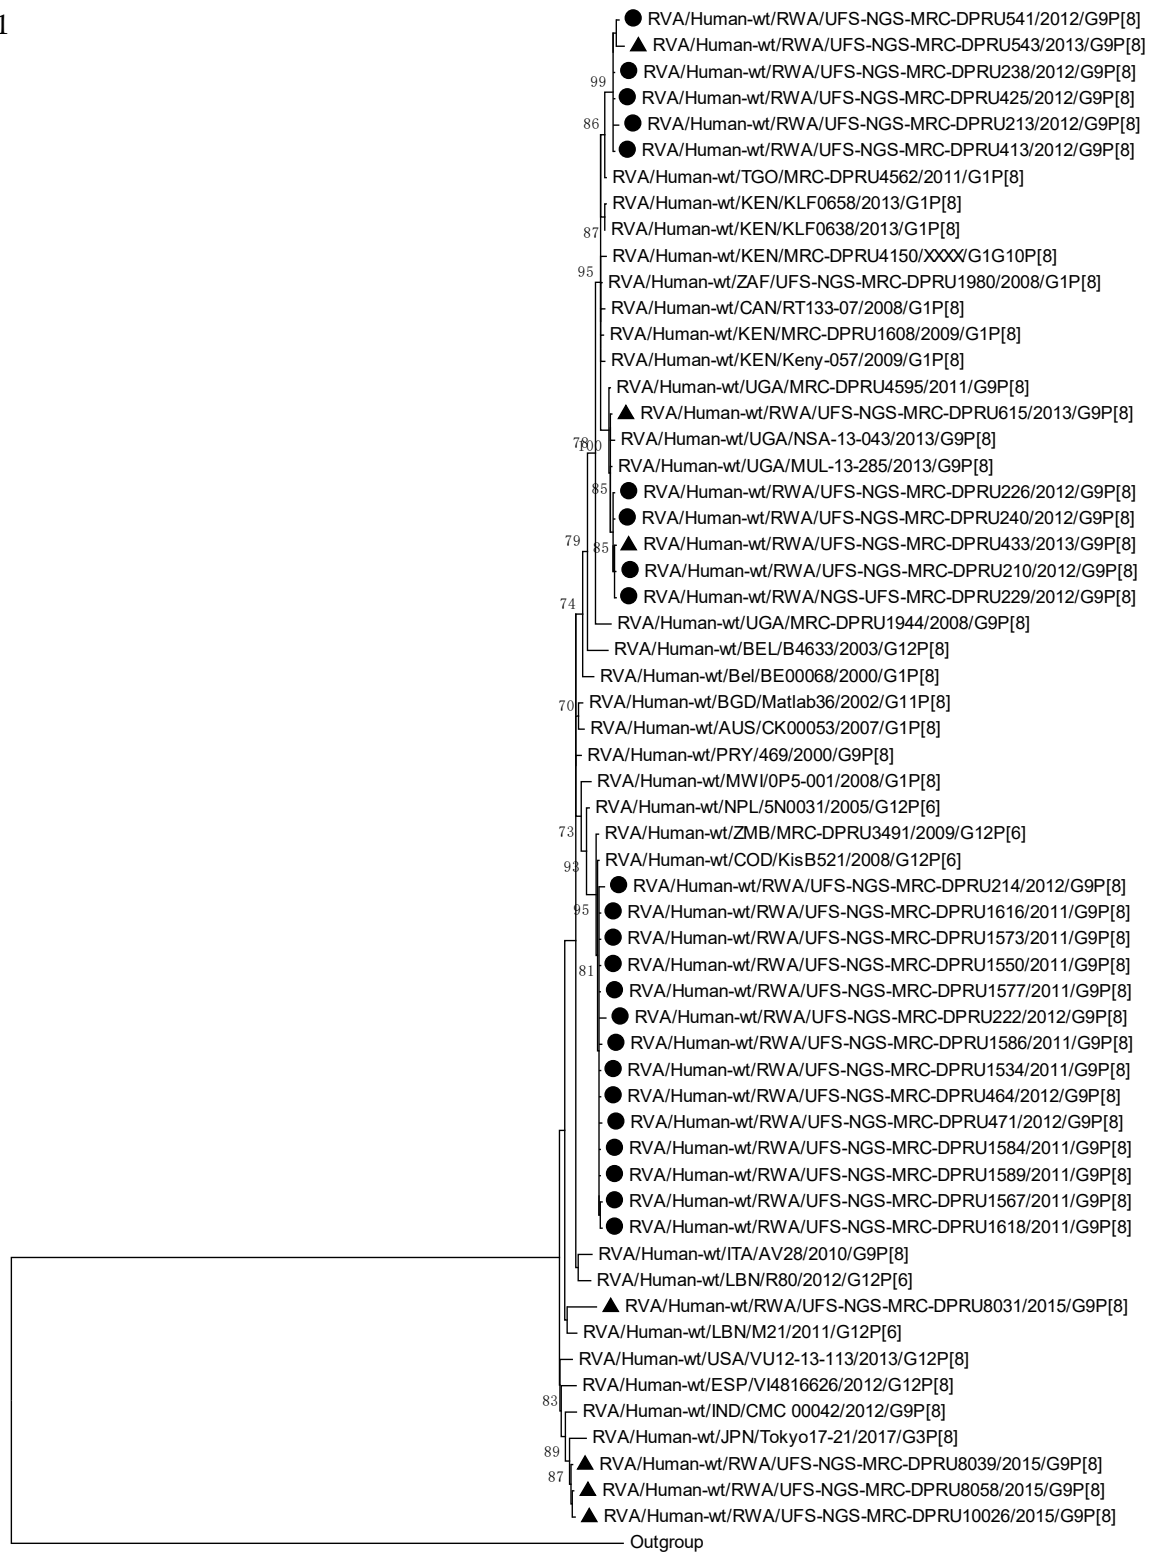 1
RVA/Human-wt/RWA/UFS-NGS-MRC-DPRU541/2012/G9P[8]
RVA/Human-wt/RWA/UFS-NGS-MRC-DPRU543/2013/G9P[8]
RVA/Human-wt/RWA/UFS-NGS-MRC-DPRU238/2012/G9P[8]
99
RVA/Human-wt/RWA/UFS-NGS-MRC-DPRU425/2012/G9P[8]
86
RVA/Human-wt/RWA/UFS-NGS-MRC-DPRU213/2012/G9P[8]
RVA/Human-wt/RWA/UFS-NGS-MRC-DPRU413/2012/G9P[8]
RVA/Human-wt/TGO/MRC-DPRU4562/2011/G1P[8]
RVA/Human-wt/KEN/KLF0658/2013/G1P[8]
87
RVA/Human-wt/KEN/KLF0638/2013/G1P[8]
RVA/Human-wt/KEN/MRC-DPRU4150/XXXX/G1G10P[8]
95
RVA/Human-wt/ZAF/UFS-NGS-MRC-DPRU1980/2008/G1P[8]
RVA/Human-wt/CAN/RT133-07/2008/G1P[8]
RVA/Human-wt/KEN/MRC-DPRU1608/2009/G1P[8]
RVA/Human-wt/KEN/Keny-057/2009/G1P[8]
RVA/Human-wt/UGA/MRC-DPRU4595/2011/G9P[8]
RVA/Human-wt/RWA/UFS-NGS-MRC-DPRU615/2013/G9P[8]
78
100
RVA/Human-wt/UGA/NSA-13-043/2013/G9P[8]
RVA/Human-wt/UGA/MUL-13-285/2013/G9P[8]
85
RVA/Human-wt/RWA/UFS-NGS-MRC-DPRU226/2012/G9P[8]
RVA/Human-wt/RWA/UFS-NGS-MRC-DPRU240/2012/G9P[8]
79
85
RVA/Human-wt/RWA/UFS-NGS-MRC-DPRU433/2013/G9P[8]
RVA/Human-wt/RWA/UFS-NGS-MRC-DPRU210/2012/G9P[8]
74
RVA/Human-wt/RWA/NGS-UFS-MRC-DPRU229/2012/G9P[8]
RVA/Human-wt/UGA/MRC-DPRU1944/2008/G9P[8]
RVA/Human-wt/BEL/B4633/2003/G12P[8]
RVA/Human-wt/Bel/BE00068/2000/G1P[8]
70
RVA/Human-wt/BGD/Matlab36/2002/G11P[8]
RVA/Human-wt/AUS/CK00053/2007/G1P[8]
RVA/Human-wt/PRY/469/2000/G9P[8]
RVA/Human-wt/MWI/0P5-001/2008/G1P[8]
RVA/Human-wt/NPL/5N0031/2005/G12P[6]
73
RVA/Human-wt/ZMB/MRC-DPRU3491/2009/G12P[6]
93
RVA/Human-wt/COD/KisB521/2008/G12P[6]
RVA/Human-wt/RWA/UFS-NGS-MRC-DPRU214/2012/G9P[8]
95
RVA/Human-wt/RWA/UFS-NGS-MRC-DPRU1616/2011/G9P[8]
RVA/Human-wt/RWA/UFS-NGS-MRC-DPRU1573/2011/G9P[8]
81
RVA/Human-wt/RWA/UFS-NGS-MRC-DPRU1550/2011/G9P[8]
RVA/Human-wt/RWA/UFS-NGS-MRC-DPRU1577/2011/G9P[8]
RVA/Human-wt/RWA/UFS-NGS-MRC-DPRU222/2012/G9P[8]
RVA/Human-wt/RWA/UFS-NGS-MRC-DPRU1586/2011/G9P[8]
RVA/Human-wt/RWA/UFS-NGS-MRC-DPRU1534/2011/G9P[8]
RVA/Human-wt/RWA/UFS-NGS-MRC-DPRU464/2012/G9P[8]
RVA/Human-wt/RWA/UFS-NGS-MRC-DPRU471/2012/G9P[8]
RVA/Human-wt/RWA/UFS-NGS-MRC-DPRU1584/2011/G9P[8]
RVA/Human-wt/RWA/UFS-NGS-MRC-DPRU1589/2011/G9P[8]
RVA/Human-wt/RWA/UFS-NGS-MRC-DPRU1567/2011/G9P[8]
RVA/Human-wt/RWA/UFS-NGS-MRC-DPRU1618/2011/G9P[8]
RVA/Human-wt/ITA/AV28/2010/G9P[8]
RVA/Human-wt/LBN/R80/2012/G12P[6]
RVA/Human-wt/RWA/UFS-NGS-MRC-DPRU8031/2015/G9P[8]
RVA/Human-wt/LBN/M21/2011/G12P[6]
RVA/Human-wt/USA/VU12-13-113/2013/G12P[8]
RVA/Human-wt/ESP/VI4816626/2012/G12P[8]
83
RVA/Human-wt/IND/CMC 00042/2012/G9P[8]
RVA/Human-wt/JPN/Tokyo17-21/2017/G3P[8]
89
RVA/Human-wt/RWA/UFS-NGS-MRC-DPRU8039/2015/G9P[8]
87
RVA/Human-wt/RWA/UFS-NGS-MRC-DPRU8058/2015/G9P[8]
RVA/Human-wt/RWA/UFS-NGS-MRC-DPRU10026/2015/G9P[8]
Outgroup